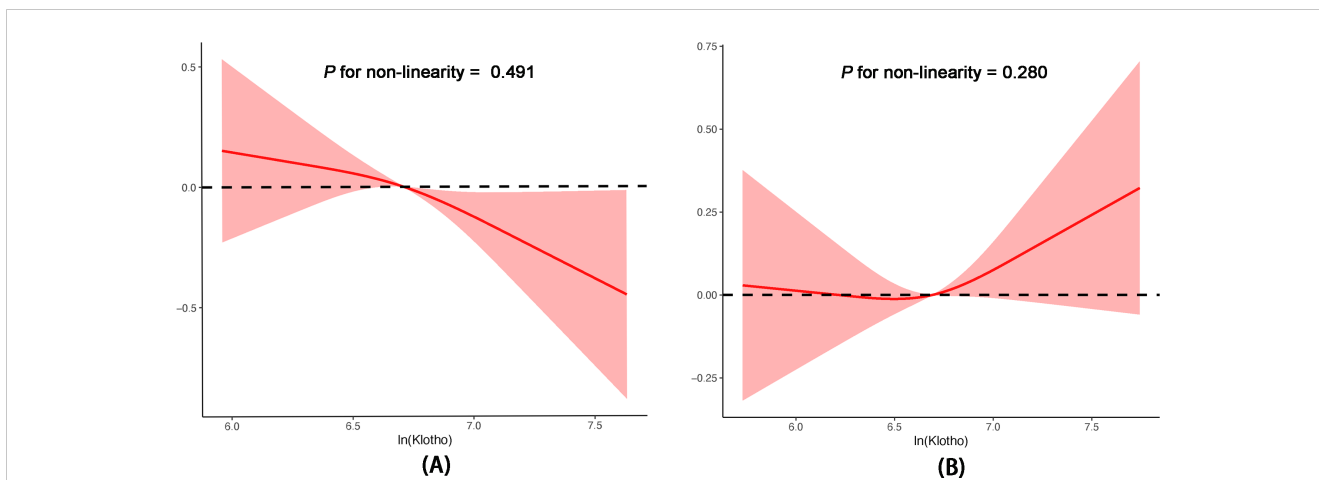 P for non-linearity = 0.491
0.5
0.0
−0.5
6.0 6.5 7.0 7.5
ln(Klotho)
(A)
P for non-linearity = 0.280
0.75
0.50
0.25
0.00
−0.25
6.0 6.5 7.0 7.5
ln(Klotho)
(B)